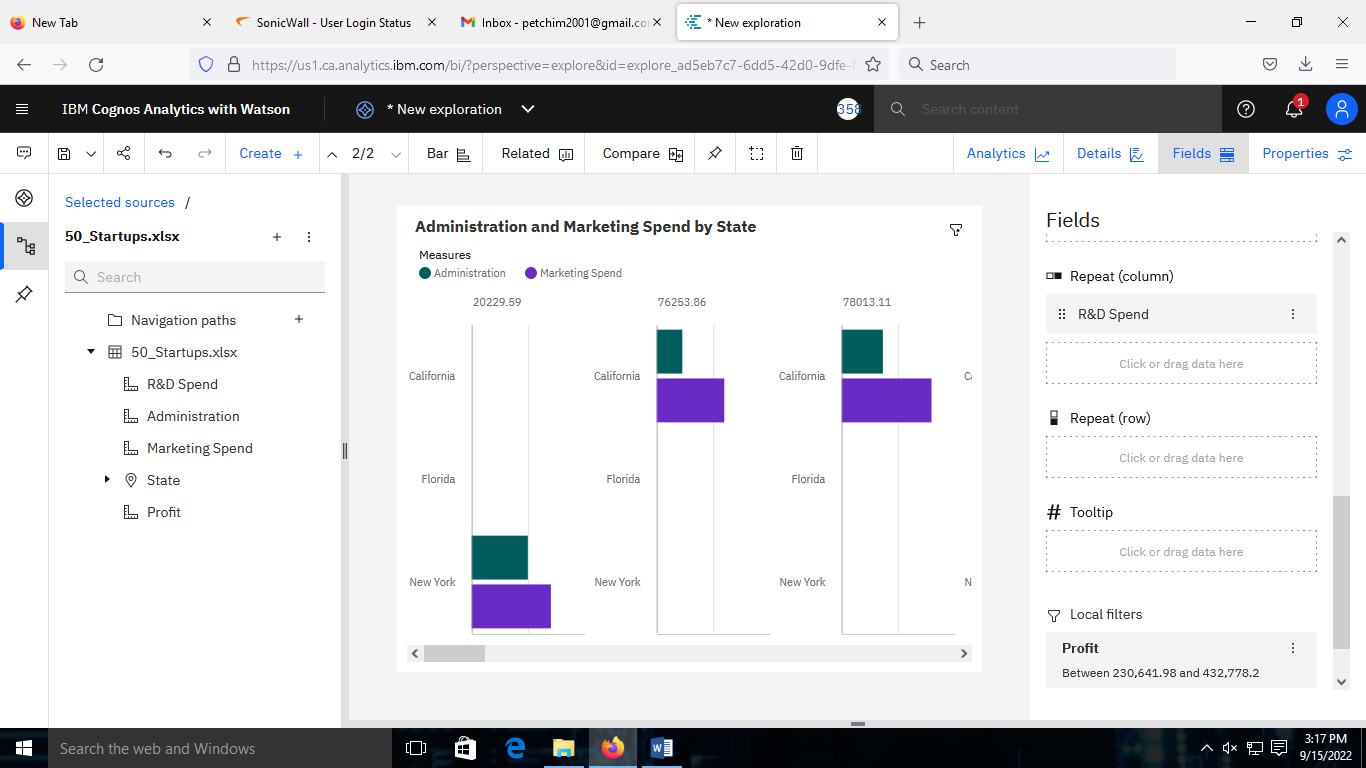 New Tab
SonicWall - User Login Status
Inbox - petchim2001@gmail.co
* New exploration
https://us1.ca.analytics.ibm.com/bi/?perspective=explore&id=explore_ad5eb7c7-6dd5-42d0-9dfe-
Search
IBM Cognos Analytics with Watson
* New exploration
358
Search content
1
Create +
2/2
Bar
Related
Compare
Analytics
Details
Fields
Properties
Selected sources /
50_Startups.xlsx
Search
Navigation paths
50_Startups.xlsx
R&D Spend
Administration
Marketing Spend
State
Profit
Administration and Marketing Spend by State
Measures
Administration Marketing Spend
20229.59 76253.86 78013.11
California California California
Florida Florida Florida
New York New York New York N
Fields
Repeat (column)
R&D Spend
Click or drag data here
Repeat (row)
Click or drag data here
Tooltip
Click or drag data here
Local filters
Profit
Between 230,641.98 and 432,778.2
Search the web and Windows
3:17 PM
9/15/2022